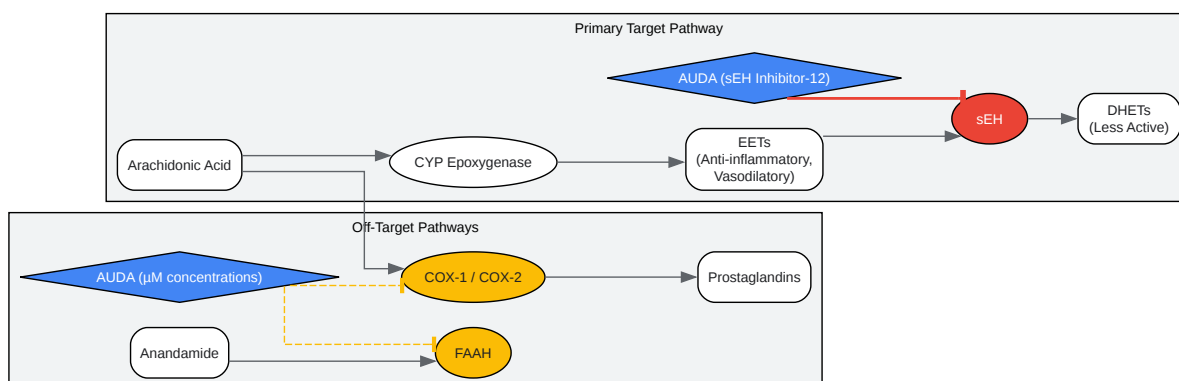 Primary Target Pathway
AUDA (sEH Inhibitor-12)
sEH
DHETs
(Less Active)
Arachidonic Acid
CYP Epoxygenase
EETs
(Anti-inflammatory,
Vasodilatory)
Off-Target Pathways
AUDA (µM concentrations)
COX-1 / COX-2
Prostaglandins
Anandamide
FAAH